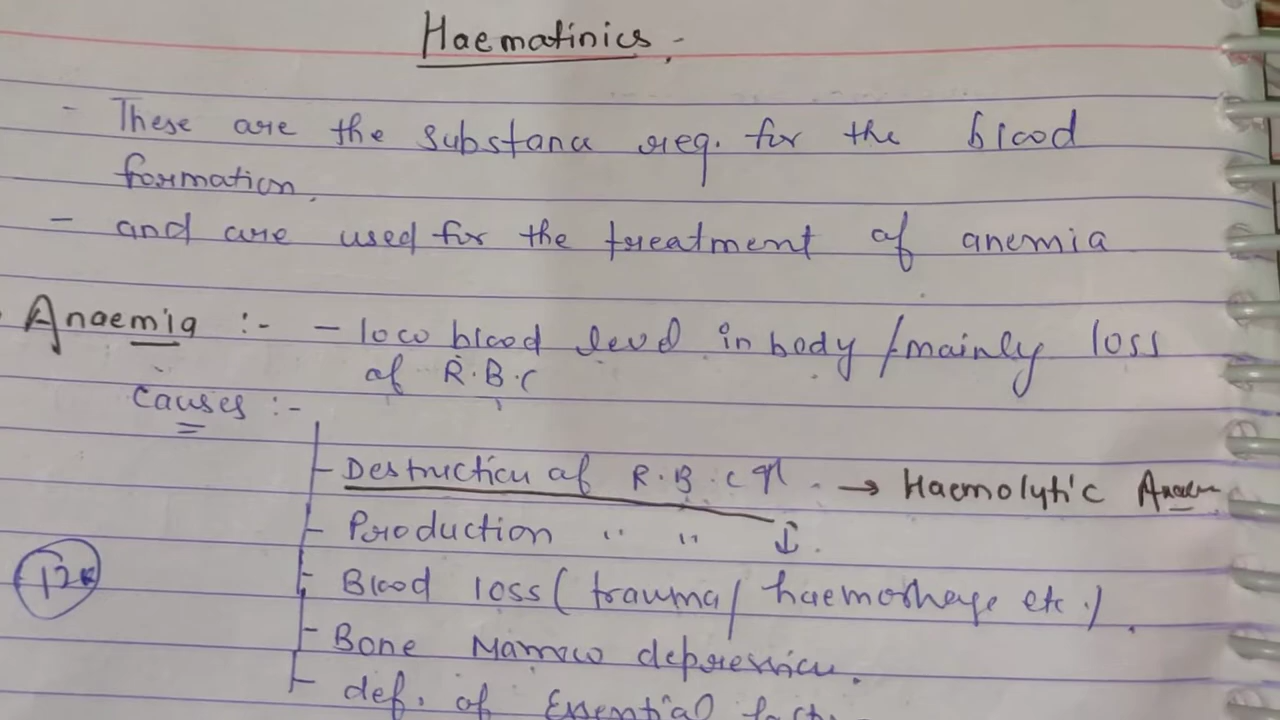 Haematinics -
- These are the substance req. for the blood
formation.
- and are used for the treatment of anemia
Anaemia :- - low blood level in body / mainly loss
of R.B.C
Causes :-
Destruction of R.B.C ↑ . → Haemolytic Anaem
Production " " ↓ .
Blood loss ( trauma / haemorhage etc. )
Bone Marrow depression.
def. of Essential